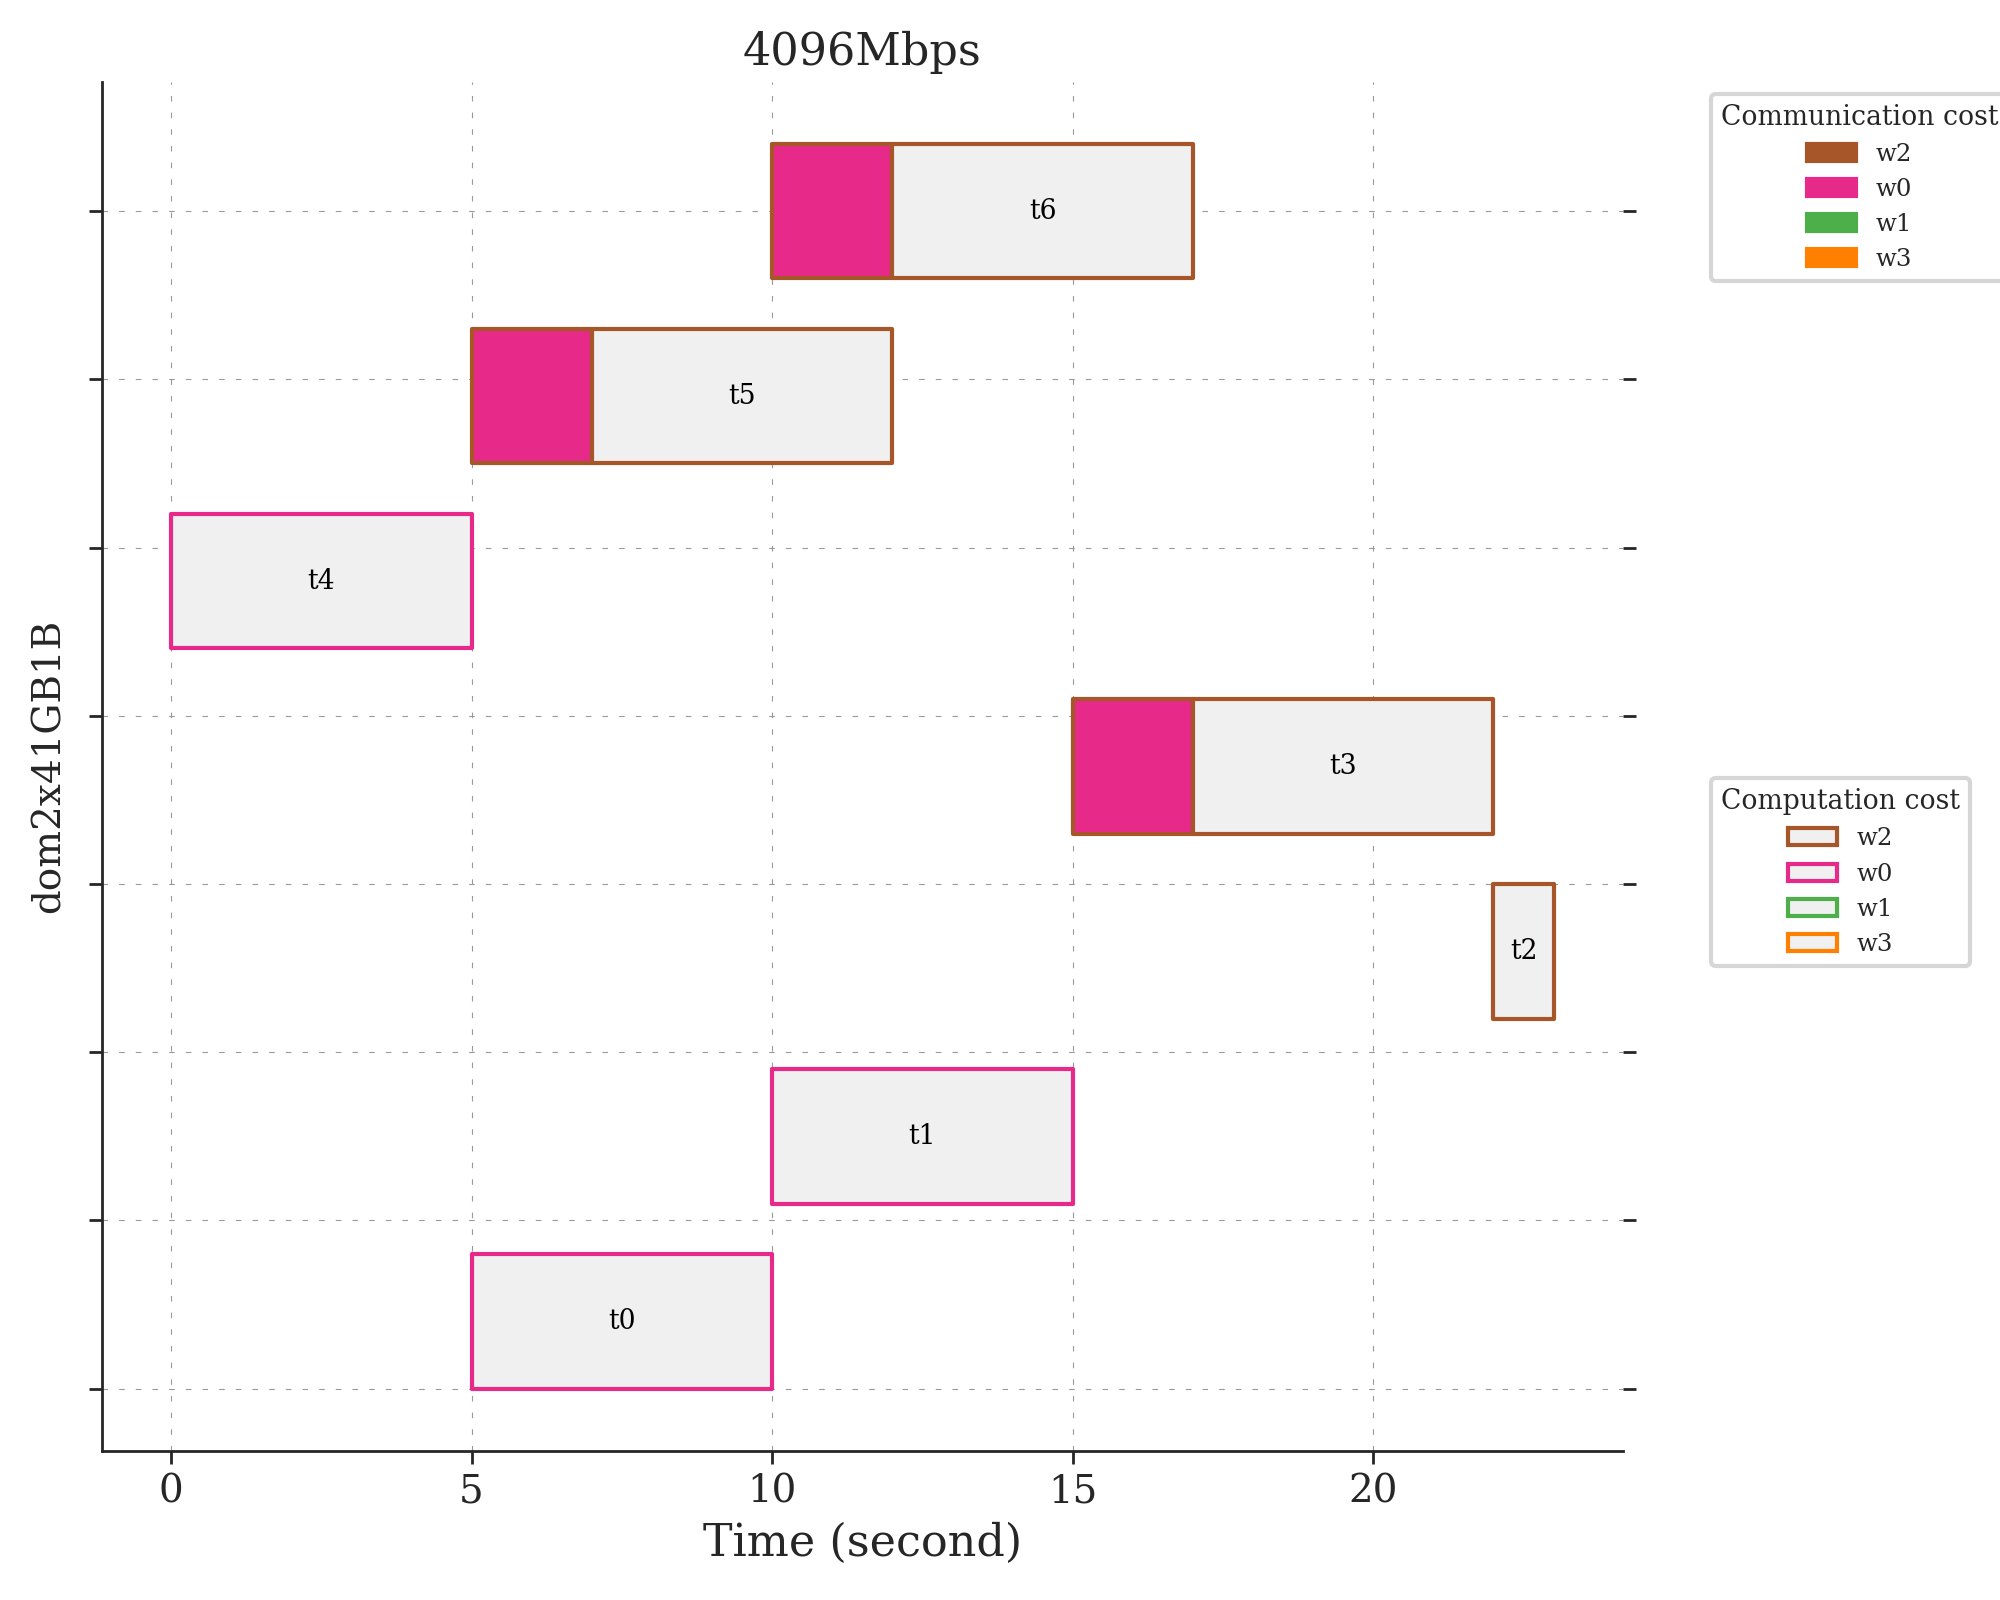 4096Mbps
Communication cost
w2
w0
w1
w3
t6
t5
t4
t3
t2
t1
t0
dom2x41GB1B
Computation cost
w2
w0
w1
w3
0 5 10 15 20
Time (second)